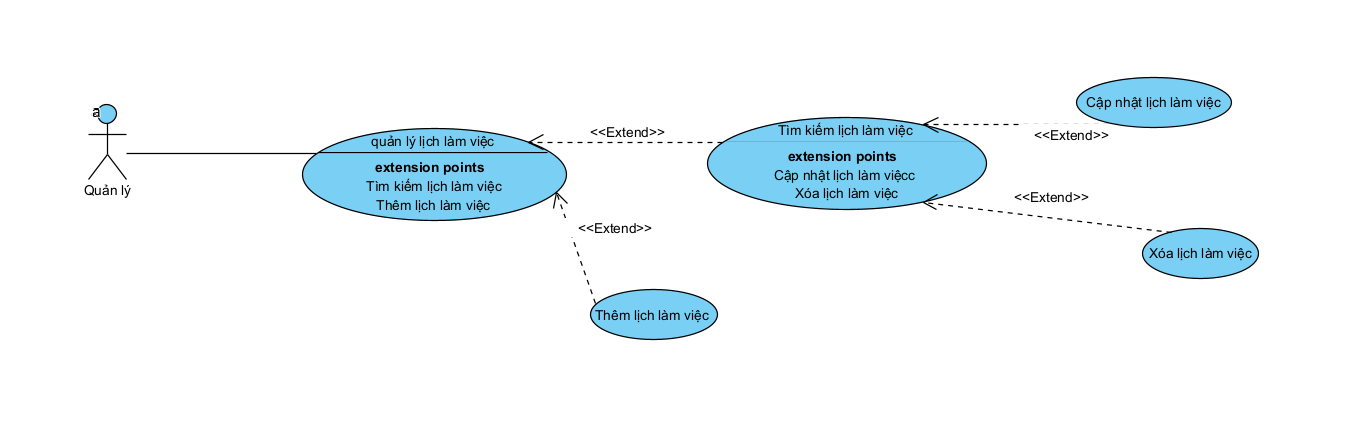 a
Quản lý
quản lý lịch làm việc
extension points
Tìm kiếm lịch làm việc
Thêm lịch làm việc
<<Extend>>
<<Extend>>
Thêm lịch làm việc
Tìm kiếm lịch làm việc
extension points
Cập nhật lịch làm việcc
Xóa lịch làm việc
Cập nhật lịch làm việc
<<Extend>>
<<Extend>>
Xóa lịch làm việc